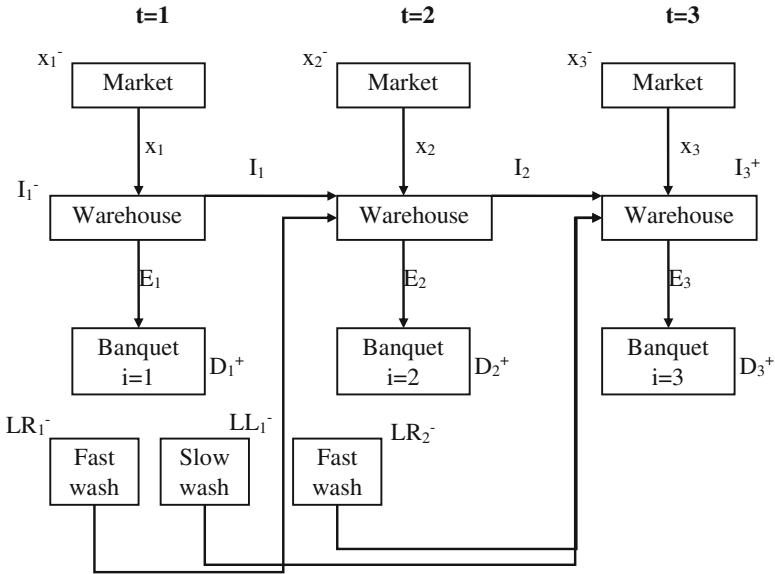 t=1 t=2 t=3
x₁⁻ x₂⁻ x₃⁻
Market Market Market
x₁ x₂ x₃
I₁ I₂ I₃⁺
I₁⁻
Warehouse Warehouse Warehouse
E₁ E₂ E₃
Banquet Banquet Banquet
i=1 D₁⁺ i=2 D₂⁺ i=3 D₃⁺
LR₁⁻ LL₁⁻ LR₂⁻
Fast Slow Fast
wash wash wash